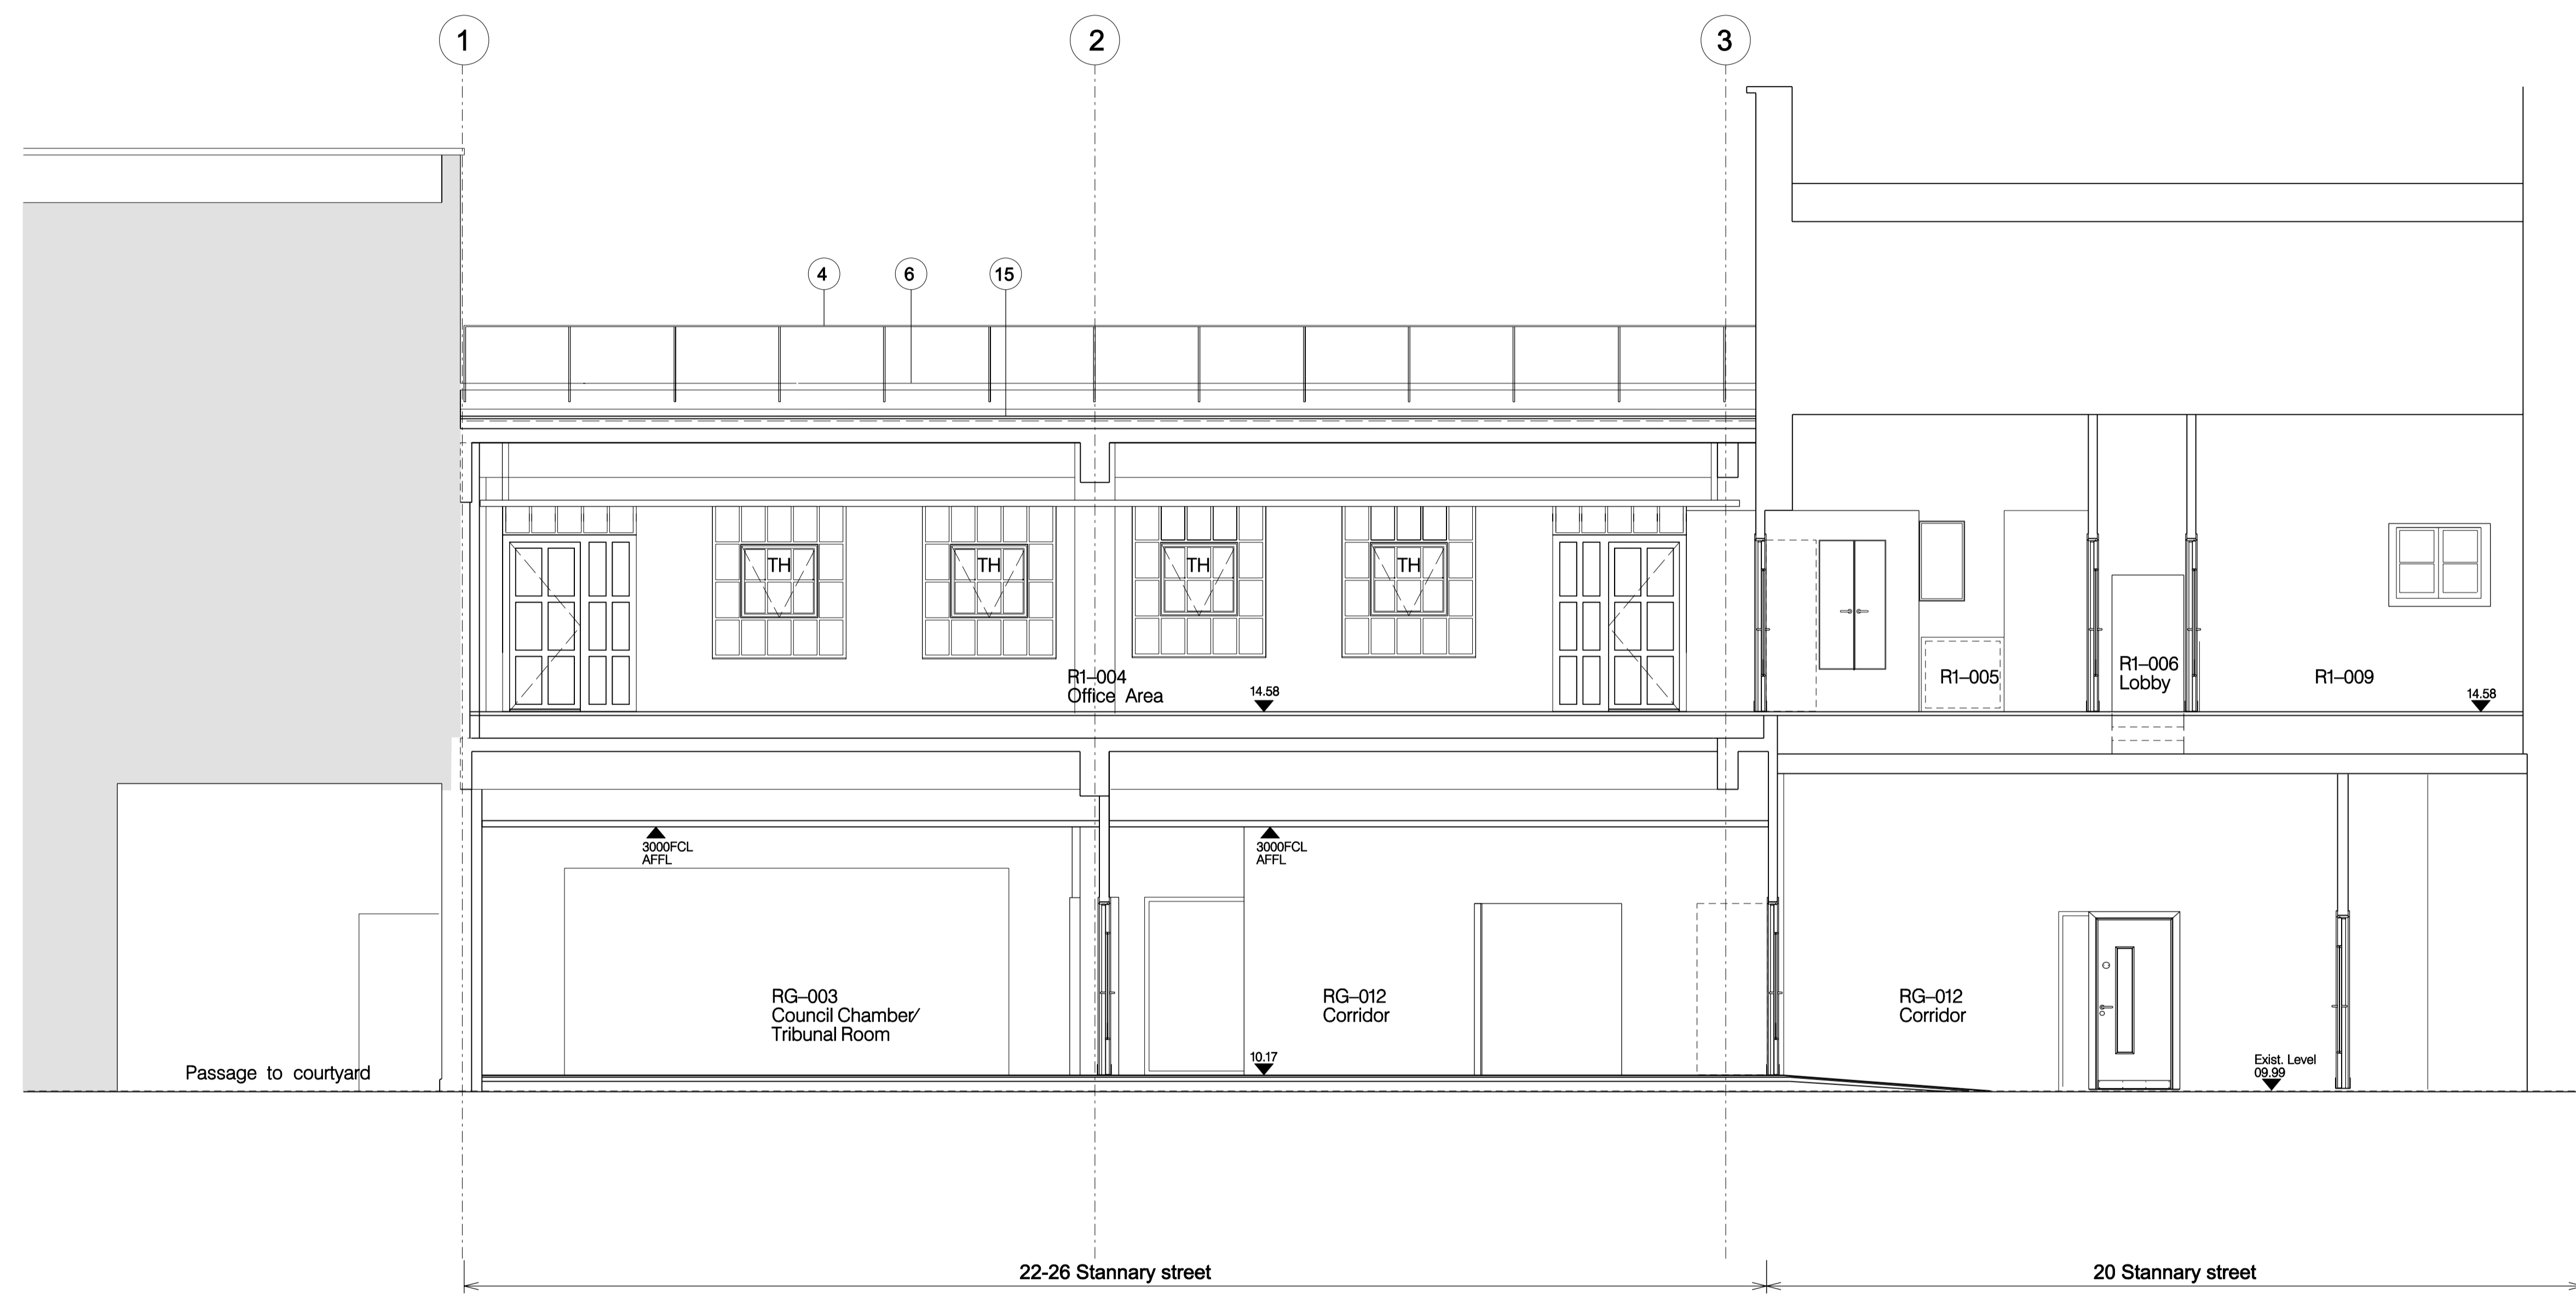 1
2
3
4
6
15
TH
TH
TH
TH
R1–004
Office Area
14.58
R1–005
R1–006
Lobby
R1–009
14.58
3000FCL
AFFL
3000FCL
AFFL
RG–003
Council Chamber/
Tribunal Room
RG–012
Corridor
RG–012
Corridor
10.17
Exist. Level
09.99
Passage to courtyard
22-26 Stannary street
20 Stannary street